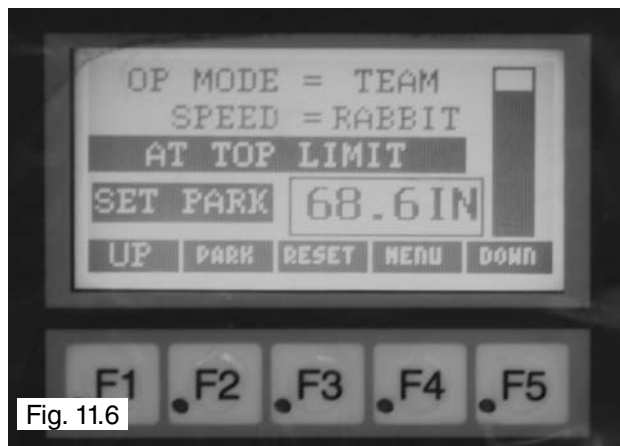 OP MODE = TEAM
SPEED = RABBIT
AT TOP LIMIT
SET PARK 68.6IN
UP PARK RESET MENU DOWN
F1 F2 F3 F4 F5
Fig. 11.6